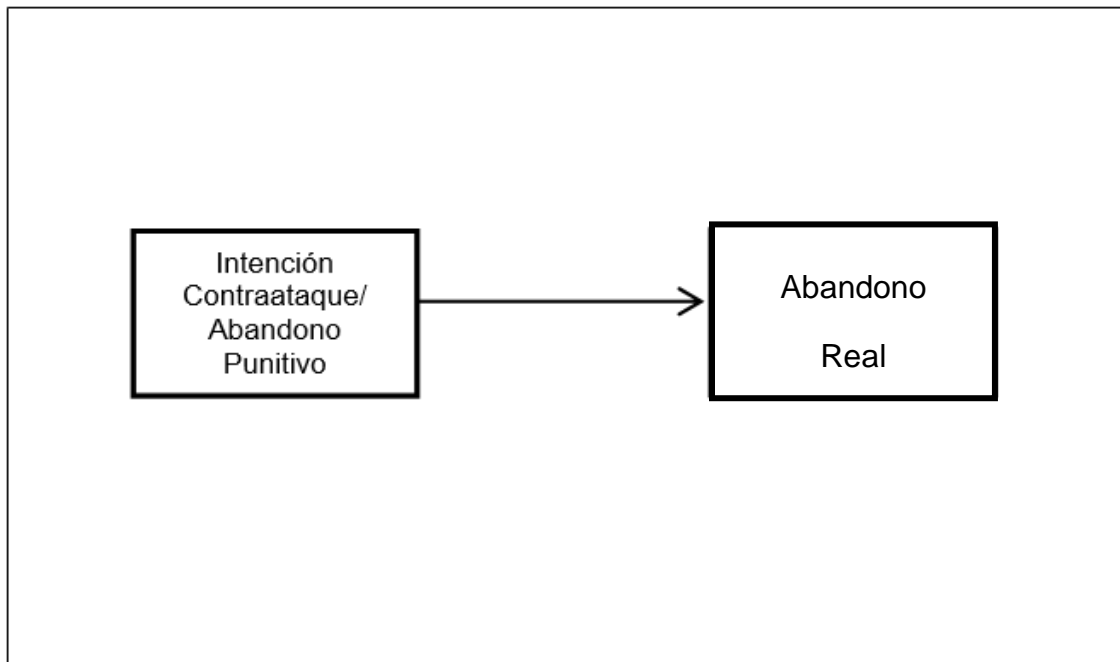 Intención
Contraataque/
Abandono
Punitivo
Abandono
Real